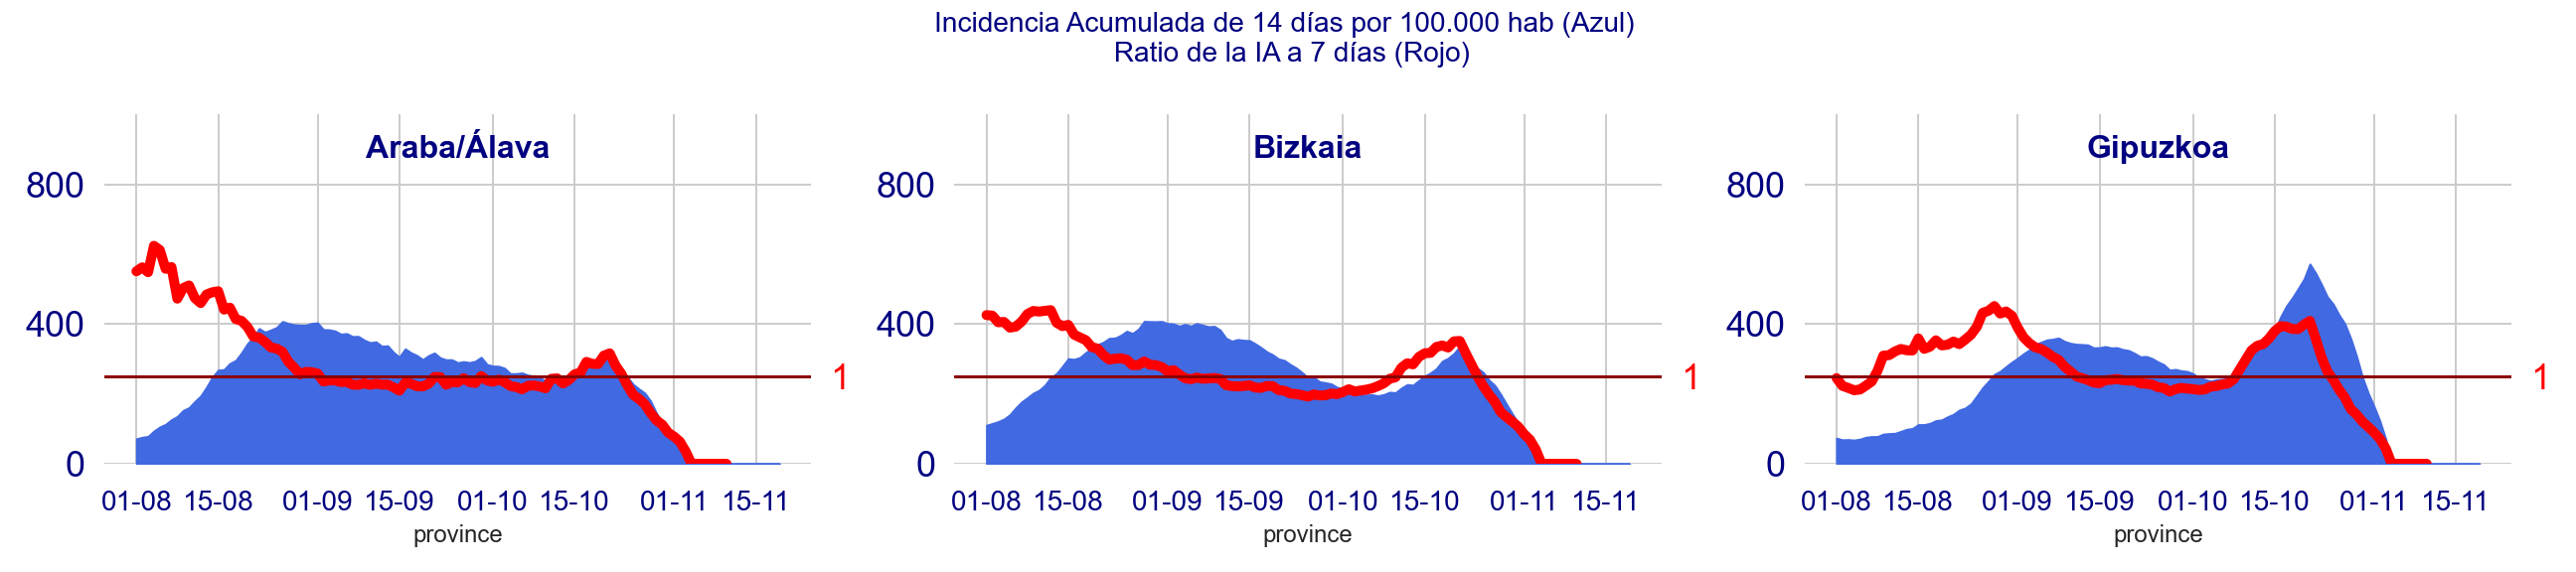 Incidencia Acumulada de 14 días por 100.000 hab (Azul)
Ratio de la IA a 7 días (Rojo)
Araba/Álava
800
400
0
1
01-08 15-08 01-09 15-09 01-10 15-10 01-11 15-11
province
Bizkaia
800
400
0
1
01-08 15-08 01-09 15-09 01-10 15-10 01-11 15-11
province
Gipuzkoa
800
400
0
1
01-08 15-08 01-09 15-09 01-10 15-10 01-11 15-11
province